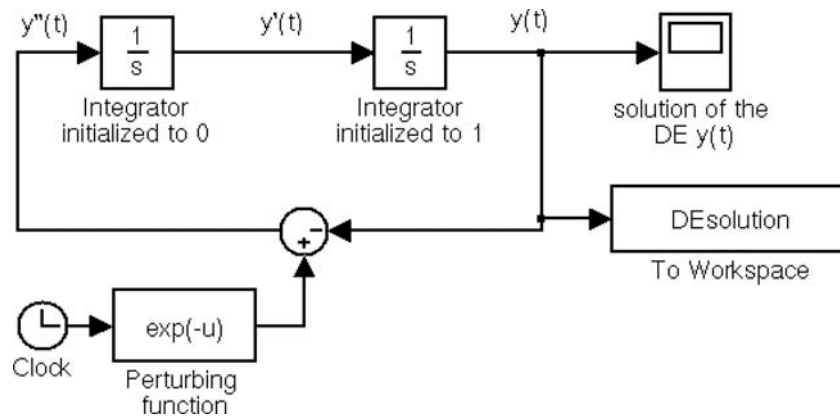 y"(t)
1
s
Integrator
initialized to 0
y'(t)
1
s
Integrator
initialized to 1
y(t)
solution of the
DE y(t)
+
−
DEsolution
To Workspace
Clock
exp(-u)
Perturbing
function